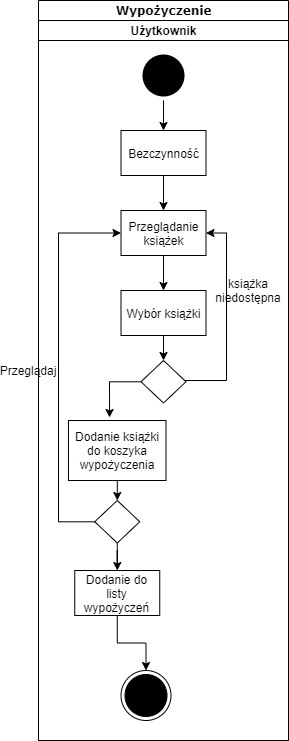 Wypożyczenie
Użytkownik
Bezczynność
Przeglądanie
książek
książka
niedostępna
Wybór książki
Przeglądaj
Dodanie książki
do koszyka
wypożyczenia
Dodanie do
listy
wypożyczeń